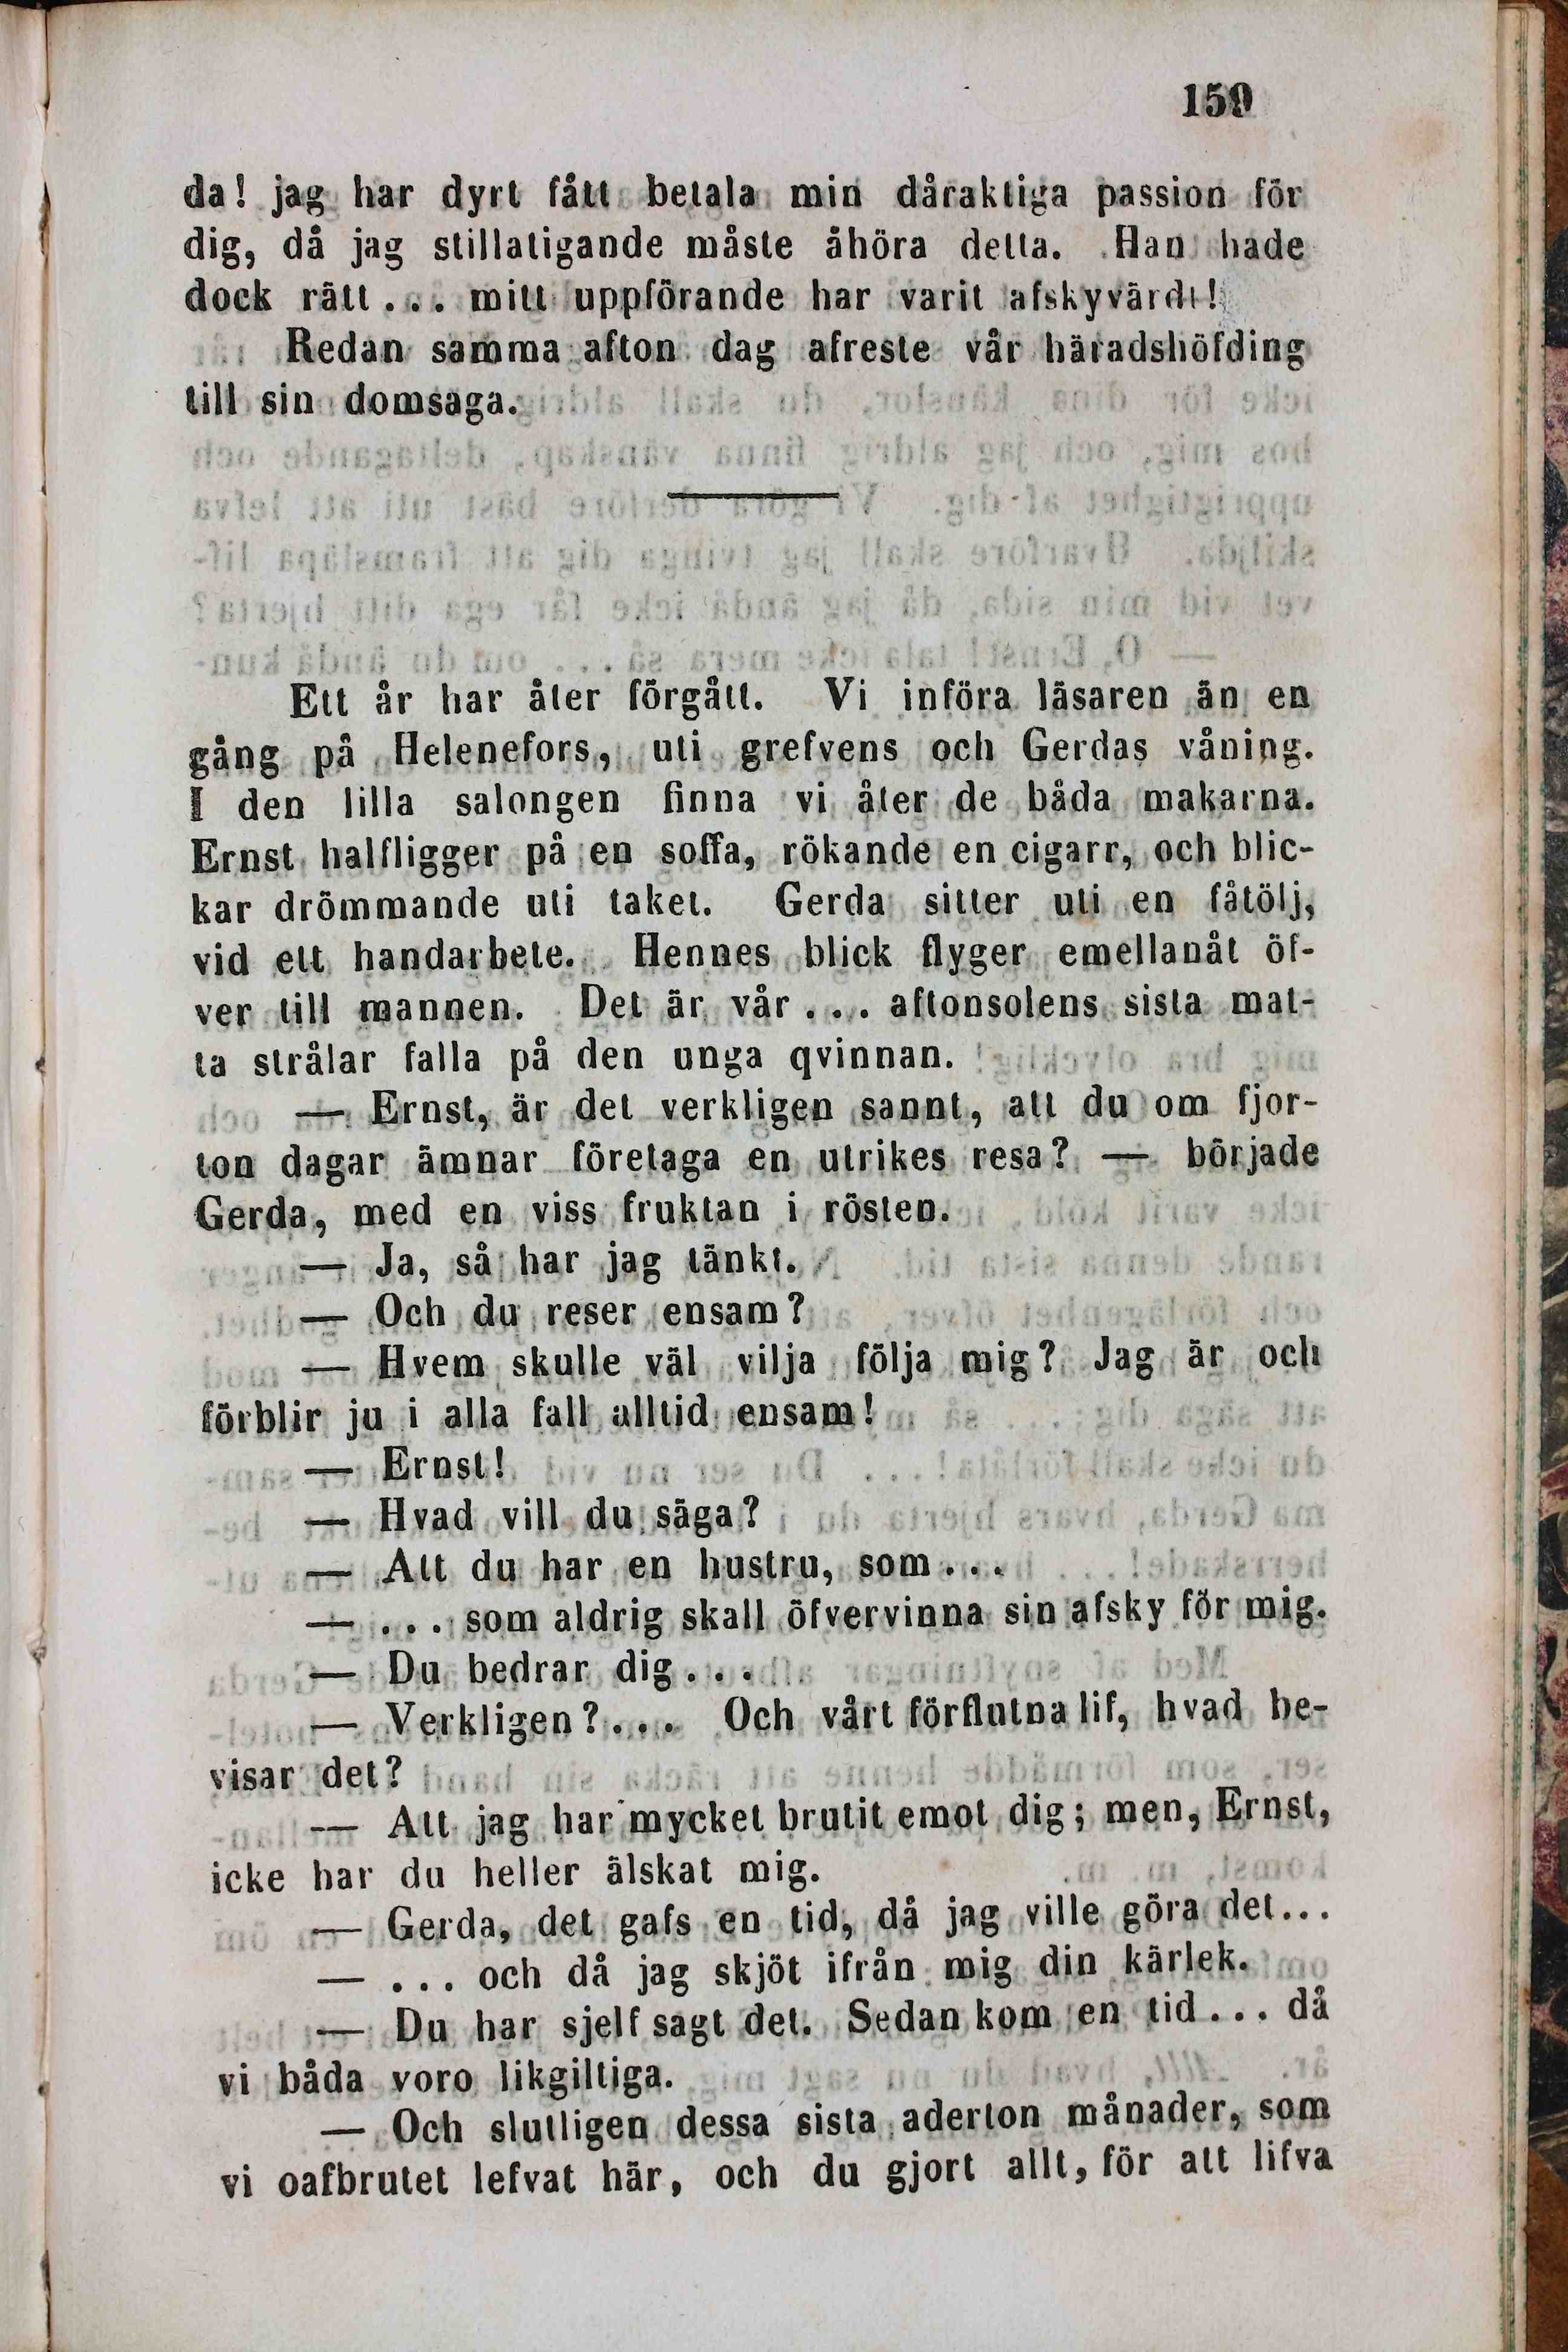 159
da! jag har dyrt fått betala min dåraktiga passion för
dig, då jag stillatigande måste åhöra detta. Han hade
dock rätt... mitt uppförande har varit afskyvärdt!
Redan samma afton dag afreste vår häradshöfding
till sin domsaga.
Ett år har åter förgått. Vi införa läsaren än en
gång på Helenefors, uti grefvens och Gerdas våning.
I den lilla salongen finna vi åter de båda makarna.
Ernst halfligger på en soffa, rökande en cigarr, och blic-
kar drömmande uti taket. Gerda sitter uti en fåtölj,
vid ett handarbete. Hennes blick flyger emellanåt öf-
ver till mannen. Det är vår... aftonsolens sista mat-
ta strålar falla på den unga qvinnan.
— Ernst, är det verkligen sannt, att du om fjor-
ton dagar ämnar företaga en utrikes resa? — började
Gerda, med en viss fruktan i rösten.
— Ja, så har jag tänkt.
— Och du reser ensam?
— Hvem skulle väl vilja följa mig? Jag är och
förblir ju i alla fall alltid ensam!
— Ernst!
— Hvad vill du säga?
— Att du har en hustru, som...
— ... som aldrig skall öfvervinna sin afsky för mig.
— Du bedrar dig...
— Verkligen?... Och vårt förflutna lif, hvad be-
visar det?
— Att jag har mycket brutit emot dig; men, Ernst,
icke har du heller älskat mig.
— Gerda, det gafs en tid, då jag ville göra det...
— ... och då jag skjöt ifrån mig din kärlek.
— Du har sjelf sagt det. Sedan kom en tid... då
vi båda voro likgiltiga.
— Och slutligen dessa sista aderton månader, som
vi oafbrutet lefvat här, och du gjort allt, för att lifva